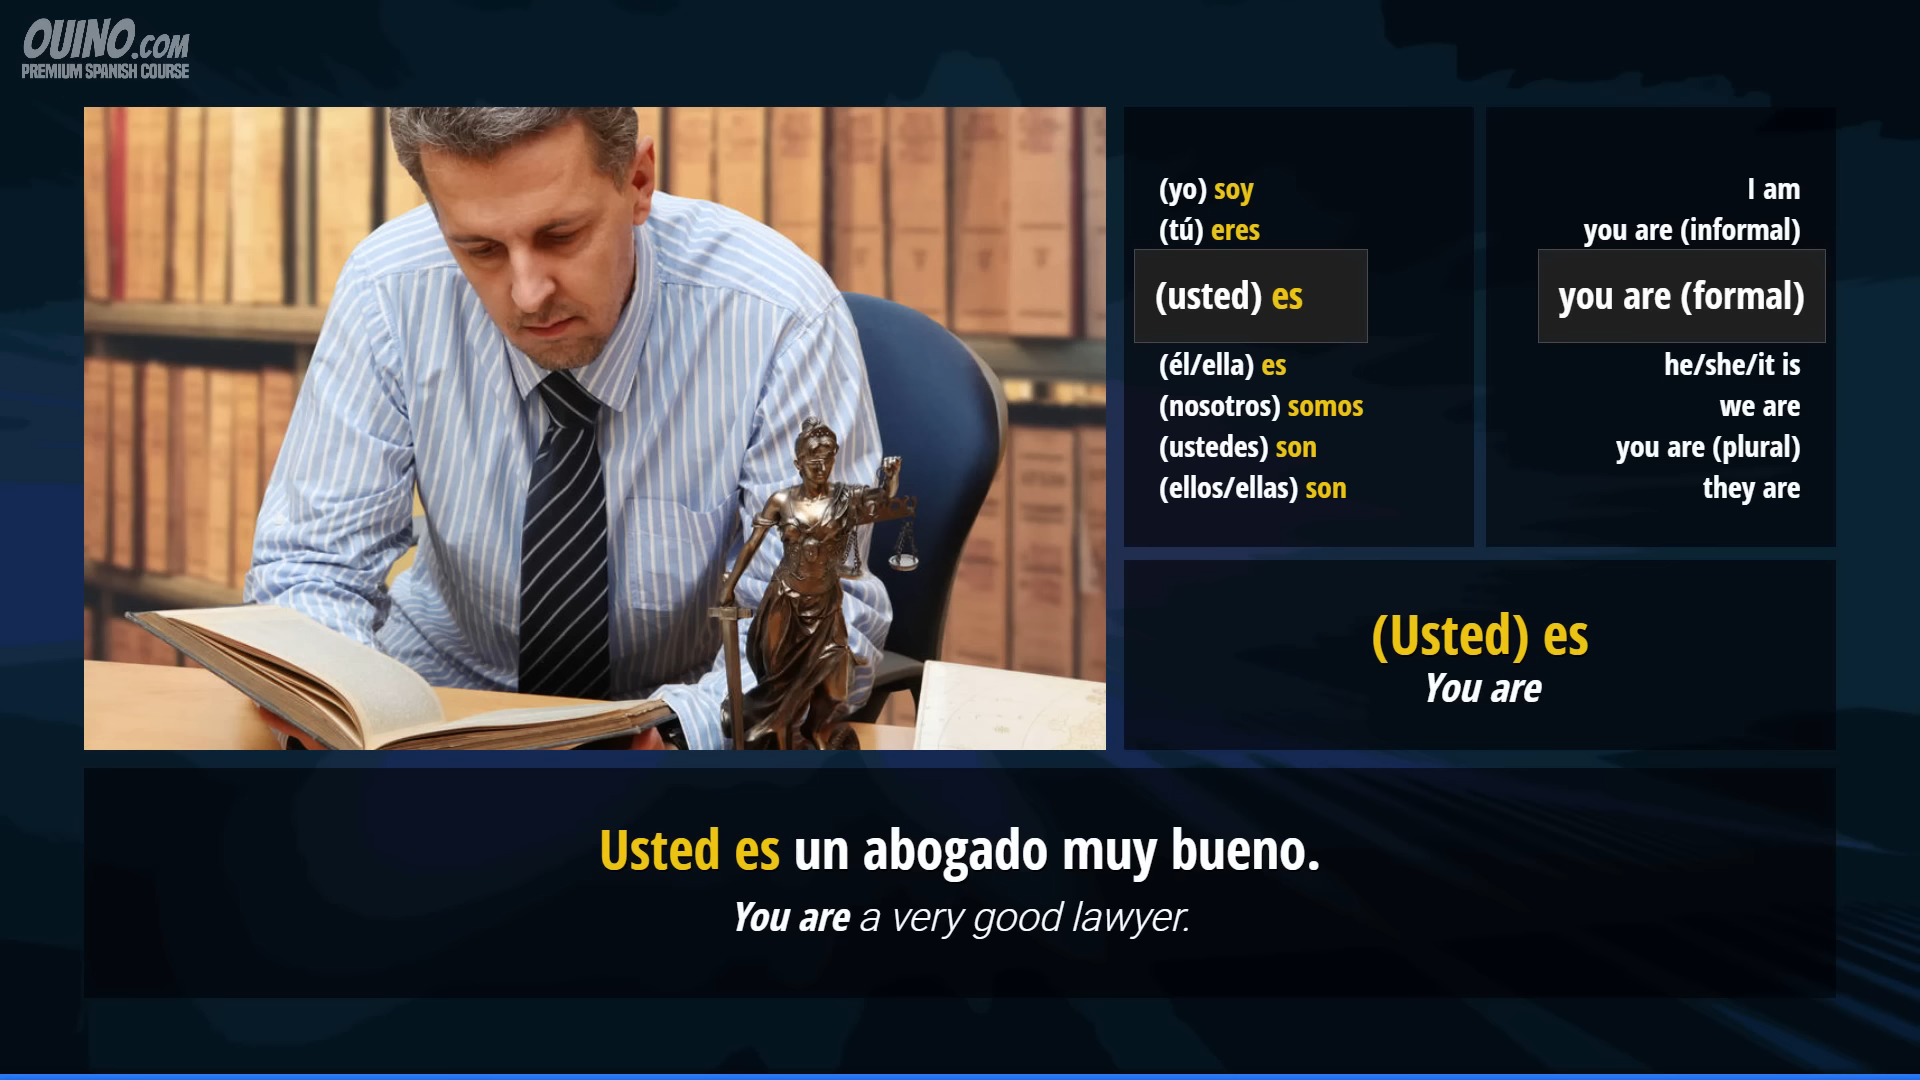 OUINO.COM
PREMIUM SPANISH COURSE
(yo) soy
(tú) eres
(usted) es
(él/ella) es
(nosotros) somos
(ustedes) son
(ellos/ellas) son
I am
you are (informal)
you are (formal)
he/she/it is
we are
you are (plural)
they are
(Usted) es
You are
Usted es un abogado muy bueno.
You are a very good lawyer.